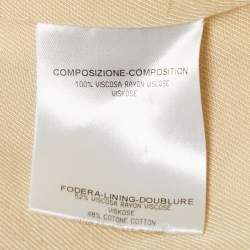 COMPOSIZIONE-COMPOSITION
100% VISCOSA RAYON VISCOSE
VISKOSE
FODERA-LINING-DOUBLURE
52% VISCOSA RAYON VISCOSE
VISKOSE
48% COTONE COTTON